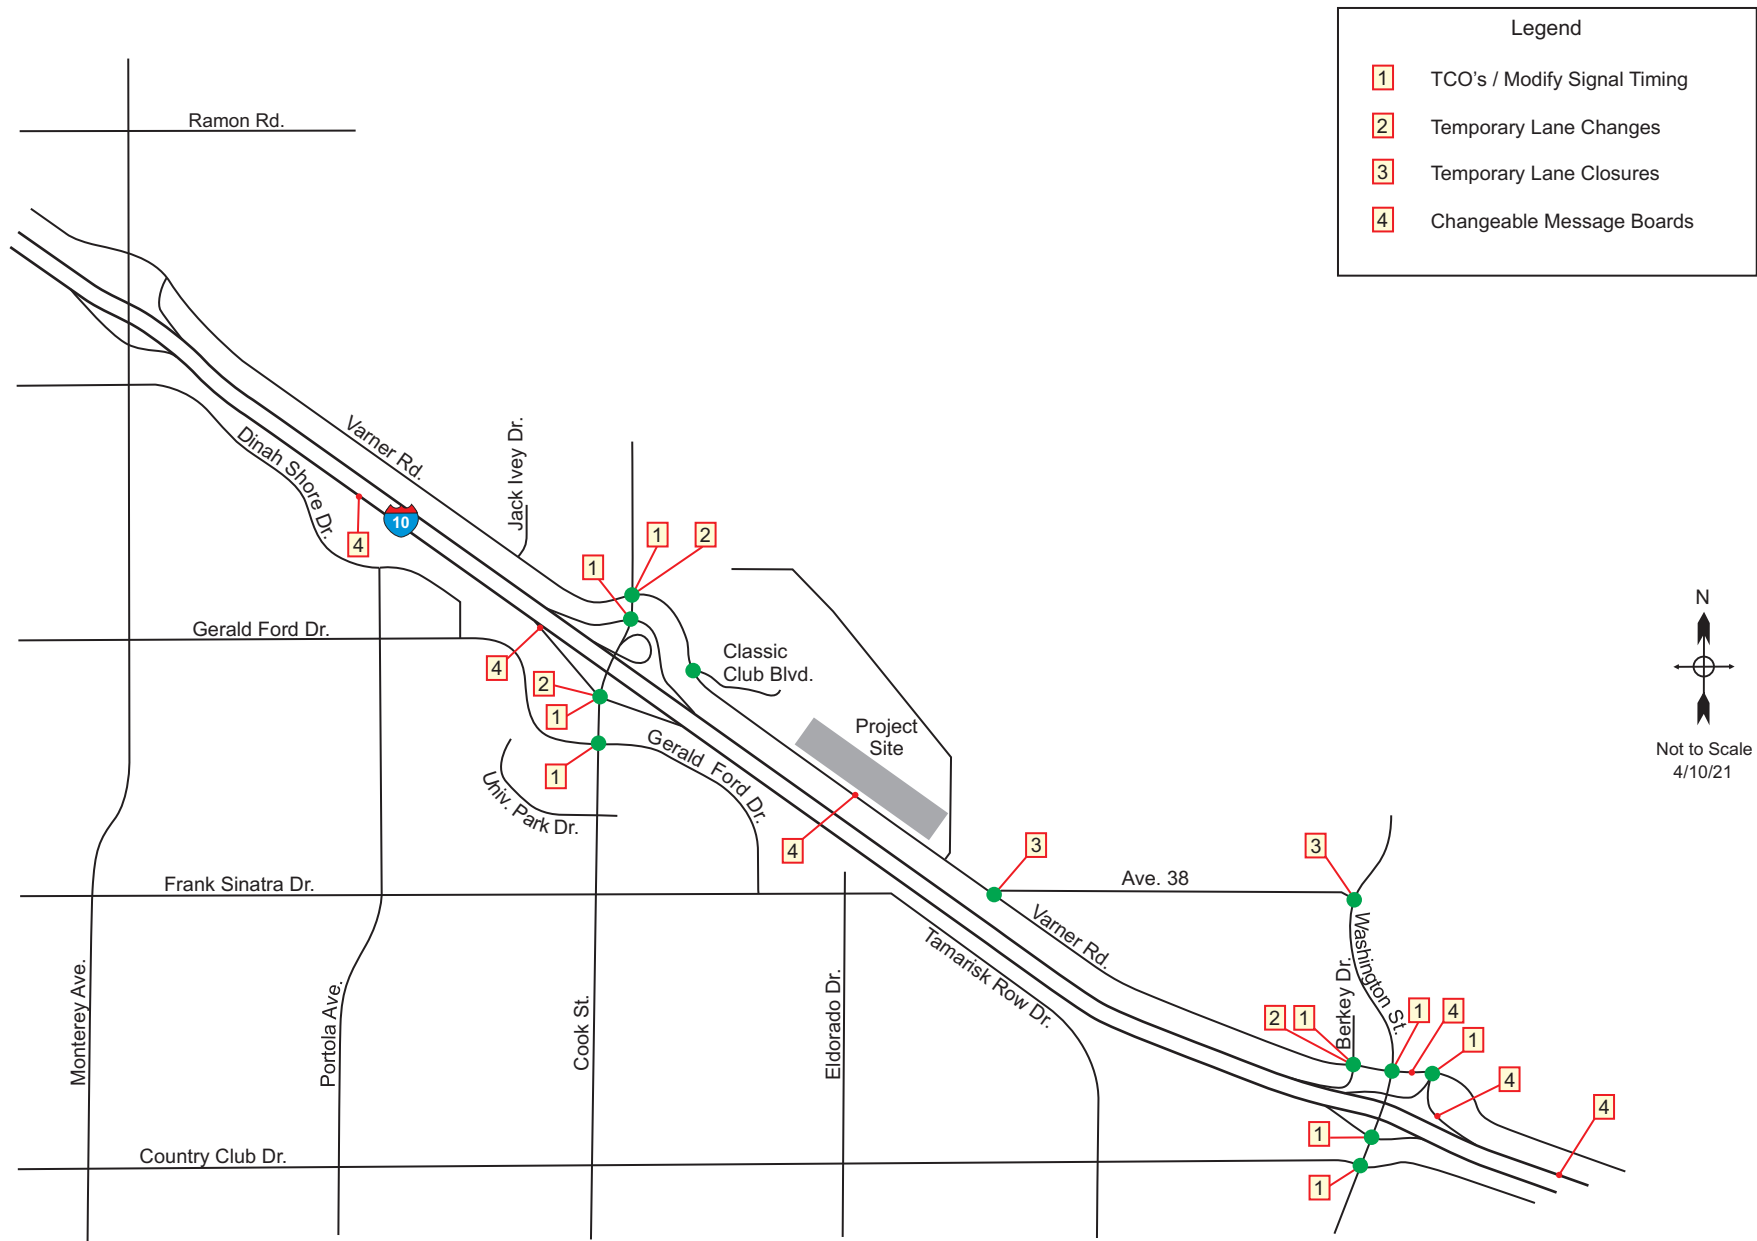 Legend
1 TCO's / Modify Signal Timing
2 Temporary Lane Changes
3 Temporary Lane Closures
4 Changeable Message Boards
Ramon Rd.
Varner Rd.
Jack Ivey Dr.
Dinah Shore Dr.
10
4
1
2
1
Gerald Ford Dr.
4
2
1
1
Classic
Club Blvd.
Project
Site
Gerald Ford Dr.
Univ. Park Dr.
4
3
3
Ave. 38
Frank Sinatra Dr.
Varner Rd.
Tamarisk Row Dr.
Washington St.
Berkey Dr.
Monterey Ave.
Portola Ave.
Cook St.
Eldorado Dr.
2
1
1
4
1
4
4
1
1
Country Club Dr.
N
Not to Scale
4/10/21